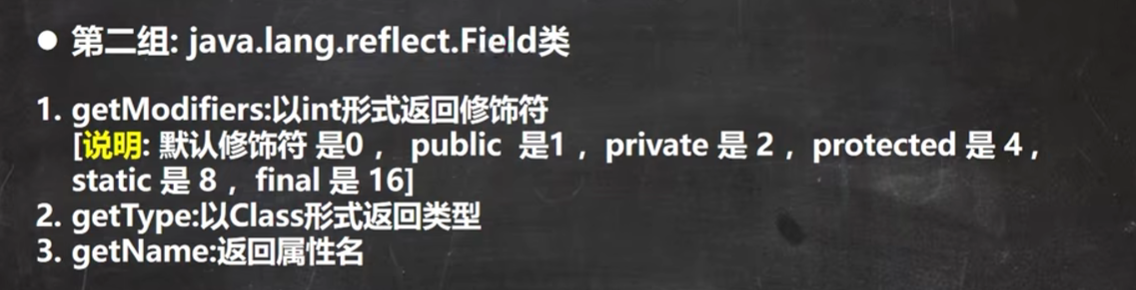 ● 第二组: java.lang.reflect.Field类
1. getModifiers:以int形式返回修饰符
[说明: 默认修饰符 是0 ， public 是1 ，private 是 2 ，protected 是 4 ，
static 是 8 ，final 是 16]
2. getType:以Class形式返回类型
3. getName:返回属性名